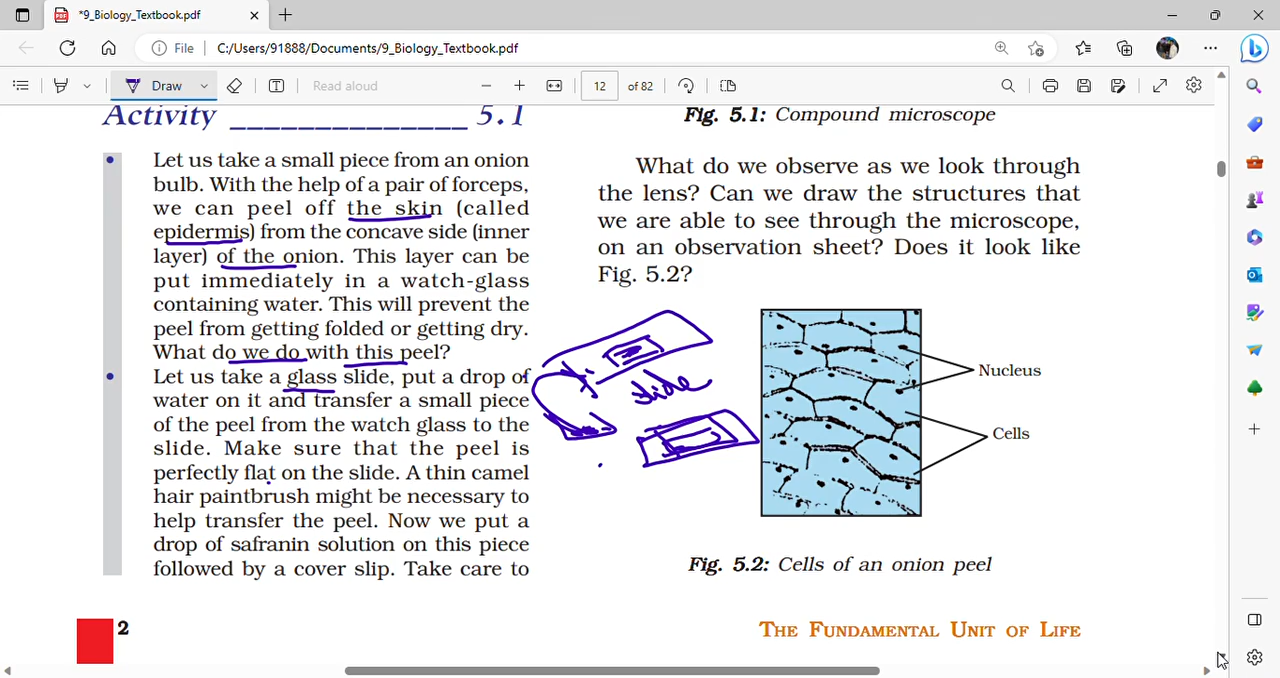 *9_Biology_Textbook.pdf
File
C:/Users/91888/Documents/9_Biology_Textbook.pdf
Draw
Read aloud
12
of 82
Activity _______________ 5.1
Let us take a small piece from an onion
bulb. With the help of a pair of forceps,
we can peel off the skin (called
epidermis) from the concave side (inner
layer) of the onion. This layer can be
put immediately in a watch-glass
containing water. This will prevent the
peel from getting folded or getting dry.
What do we do with this peel?
Let us take a glass slide, put a drop of
water on it and transfer a small piece
of the peel from the watch glass to the
slide. Make sure that the peel is
perfectly flat on the slide. A thin camel
hair paintbrush might be necessary to
help transfer the peel. Now we put a
drop of safranin solution on this piece
followed by a cover slip. Take care to
2
Fig. 5.1: Compound microscope
What do we observe as we look through
the lens? Can we draw the structures that
we are able to see through the microscope,
on an observation sheet? Does it look like
Fig. 5.2?
slide
Nucleus
Cells
Fig. 5.2: Cells of an onion peel
THE FUNDAMENTAL UNIT OF LIFE